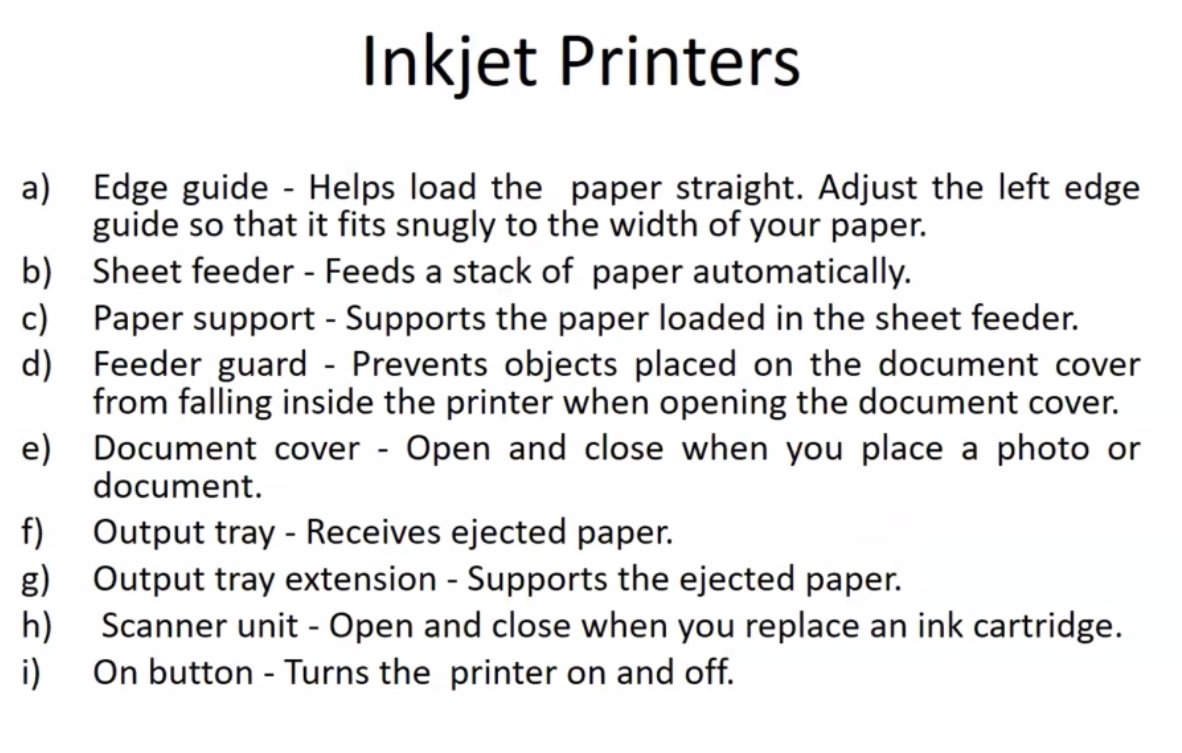 Inkjet Printers
a) Edge guide - Helps load the paper straight. Adjust the left edge
guide so that it fits snugly to the width of your paper.
b) Sheet feeder - Feeds a stack of paper automatically.
c) Paper support - Supports the paper loaded in the sheet feeder.
d) Feeder guard - Prevents objects placed on the document cover
from falling inside the printer when opening the document cover.
e) Document cover - Open and close when you place a photo or
document.
f) Output tray - Receives ejected paper.
g) Output tray extension - Supports the ejected paper.
h) Scanner unit - Open and close when you replace an ink cartridge.
i) On button - Turns the printer on and off.